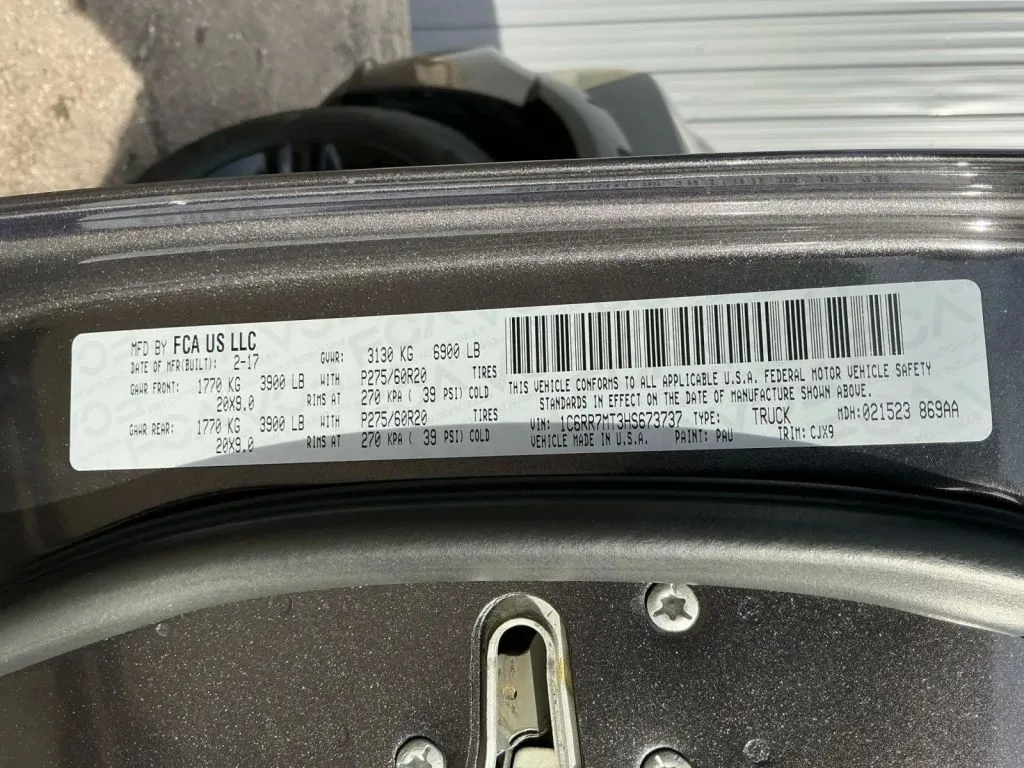 MFD BY FCA US LLC
DATE OF MFR(BUILT): 2-17 GVWR: 3130 KG 6900 LB
GAWR FRONT: 1770 KG 3900 LB WITH P275/60R20 TIRES
20X9.0 RIMS AT 270 KPA ( 39 PSI) COLD
GAWR REAR: 1770 KG 3900 LB WITH P275/60R20 TIRES
20X9.0 RIMS AT 270 KPA ( 39 PSI) COLD
THIS VEHICLE CONFORMS TO ALL APPLICABLE U.S.A. FEDERAL MOTOR VEHICLE SAFETY
STANDARDS IN EFFECT ON THE DATE OF MANUFACTURE SHOWN ABOVE.
VIN: 1C6RR7MT3HS673737 TYPE: TRUCK MDH:021523 869AA
VEHICLE MADE IN U.S.A. PAINT: PAU TRIM: CJX9